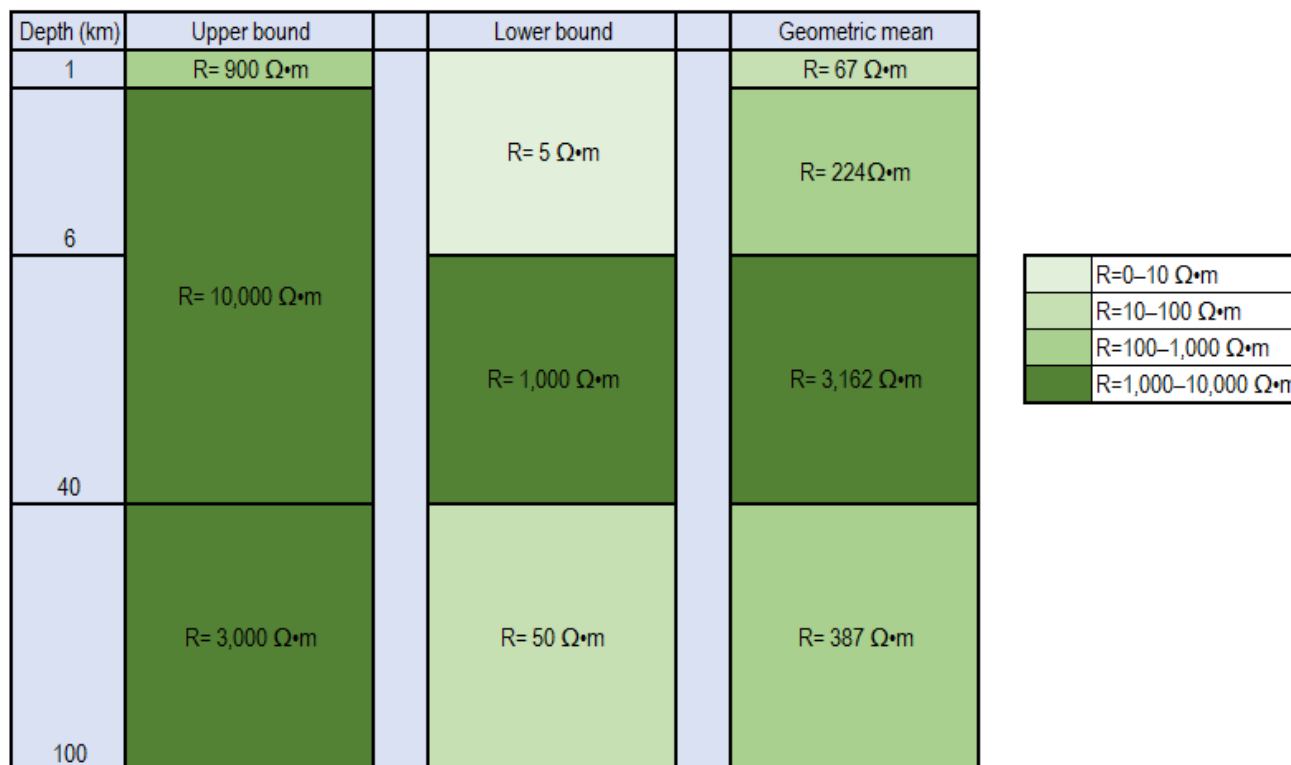 Depth (km) Upper bound Lower bound Geometric mean
1 R= 900 Ω•m R= 67 Ω•m
R= 5 Ω•m
R= 224Ω•m
6
R=0–10 Ω•m
R= 10,000 Ω•m
R=10–100 Ω•m
R=100–1,000 Ω•m
R= 1,000 Ω•m R= 3,162 Ω•m
R=1,000–10,000 Ω•m
40
R= 3,000 Ω•m R= 50 Ω•m R= 387 Ω•m
100